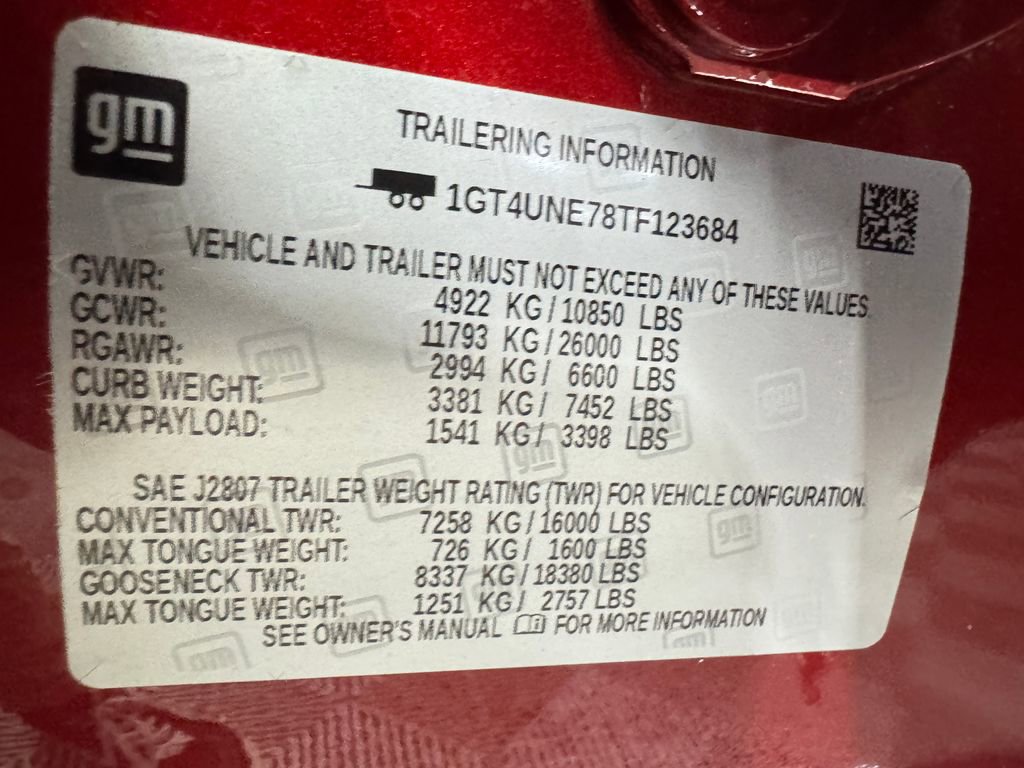 gm
TRAILERING INFORMATION
1GT4UNE78TF123684
VEHICLE AND TRAILER MUST NOT EXCEED ANY OF THESE VALUES.
GVWR: 4922 KG/10850 LBS
GCWR: 11793 KG/26000 LBS
RGAWR: 2994 KG/ 6600 LBS
CURB WEIGHT: 3381 KG/ 7452 LBS
MAX PAYLOAD: 1541 KG/ 3398 LBS
SAE J2807 TRAILER WEIGHT RATING (TWR) FOR VEHICLE CONFIGURATION.
CONVENTIONAL TWR: 7258 KG/16000 LBS
MAX TONGUE WEIGHT: 726 KG/ 1600 LBS
GOOSENECK TWR: 8337 KG/18380 LBS
MAX TONGUE WEIGHT: 1251 KG/ 2757 LBS
SEE OWNER'S MANUAL FOR MORE INFORMATION